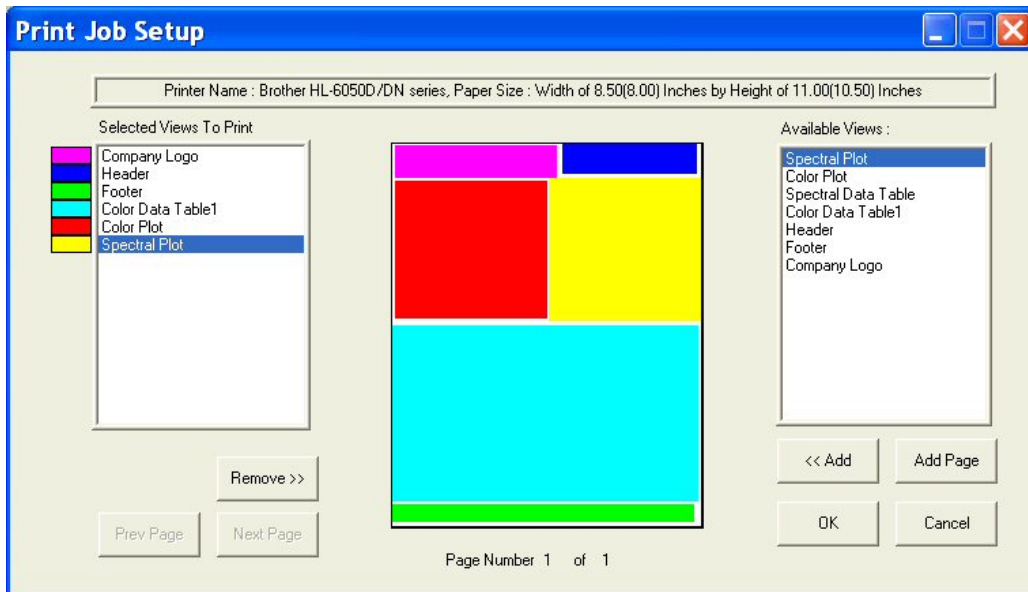 Print Job Setup
Printer Name : Brother HL-6050D/DN series, Paper Size : Width of 8.50(8.00) Inches by Height of 11.00(10.50) Inches
Selected Views To Print
Company Logo
Header
Footer
Color Data Table1
Color Plot
Spectral Plot
Available Views :
Spectral Plot
Color Plot
Spectral Data Table
Color Data Table1
Header
Footer
Company Logo
Remove >>
<< Add
Add Page
Prev Page
Next Page
OK
Cancel
Page Number 1 of 1